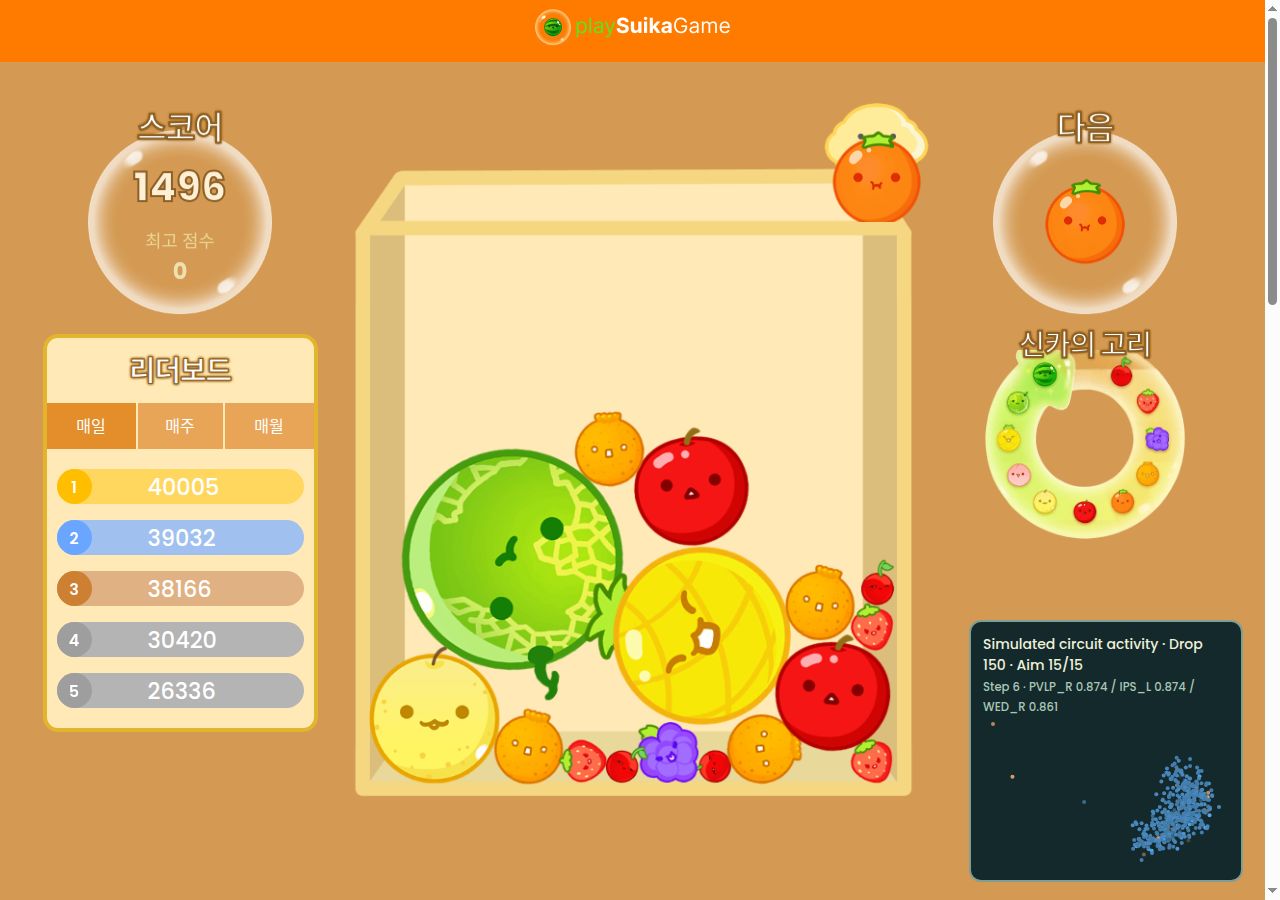 playSuikaGame
스코어
1496
최고 점수
0
리더보드
매일 매주 매월
1 40005
2 39032
3 38166
4 30420
5 26336
다음
신카의 고리
Simulated circuit activity · Drop
150 · Aim 15/15
Step 6 · PVLP_R 0.874 / IPS_L 0.874 /
WED_R 0.861